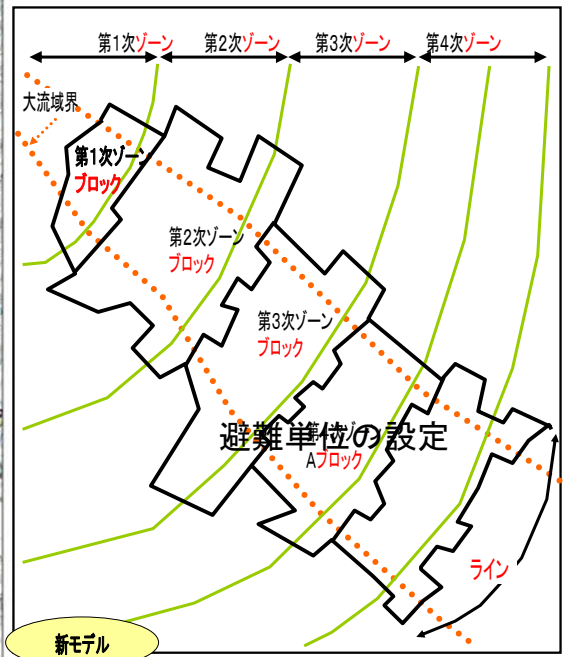 第1次ゾーン 第2次ゾーン 第3次ゾーン 第4次ゾーン
大流域界
第1次ゾーン
ブロック
第2次ゾーン
ブロック
第3次ゾーン
ブロック
避難単位の設定
Aブロック
ライン
新モデル